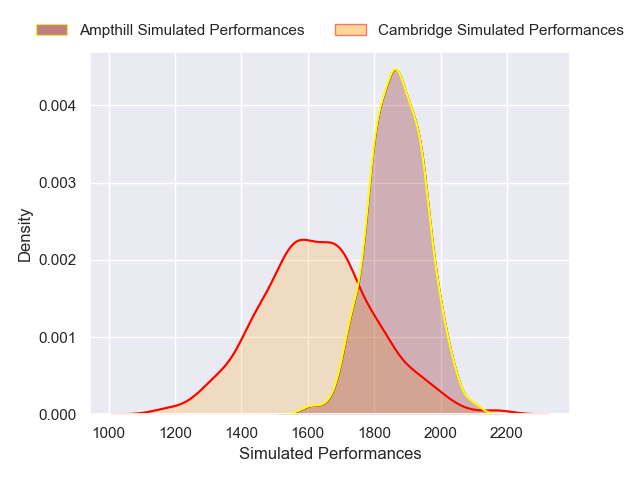 Ampthill Simulated Performances
Cambridge Simulated Performances
0.004
0.003
0.002
0.001
0.000
Density
1000 1200 1400 1600 1800 2000 2200
Simulated Performances